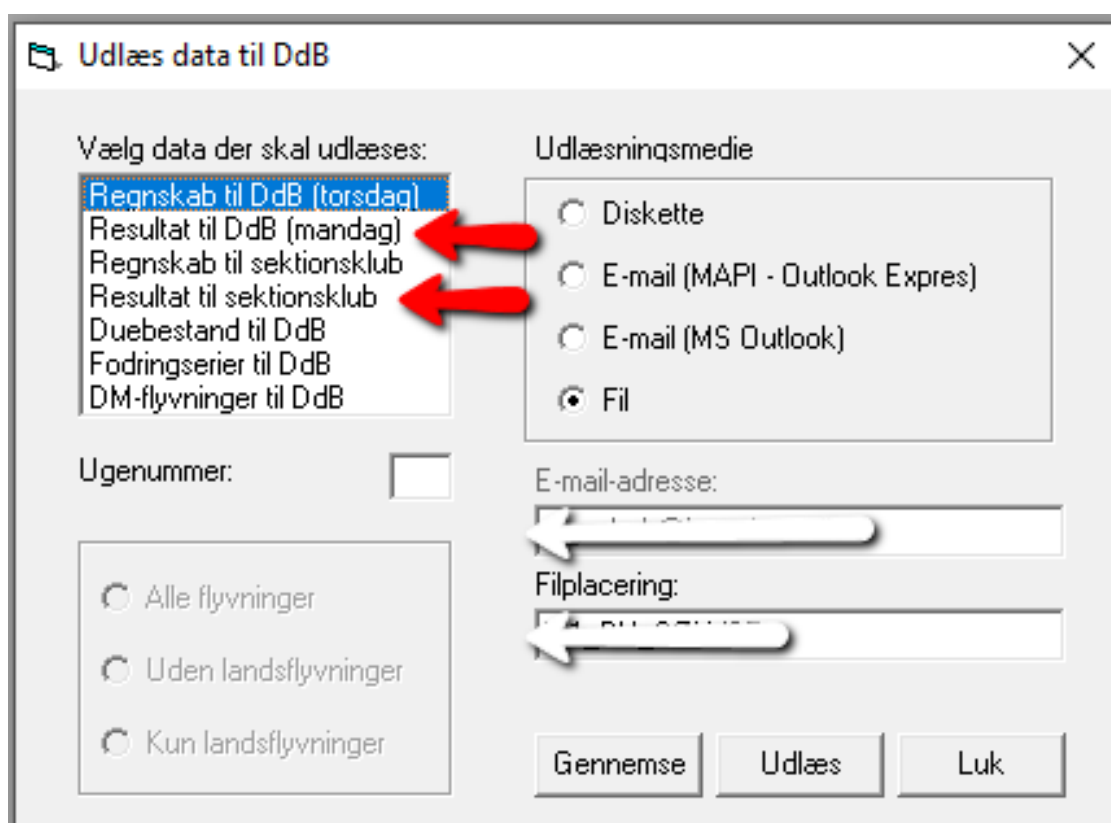 Udlæs data til DdB
Vælg data der skal udlæses:
Regnskab til DdB (torsdag)
Resultat til DdB (mandag)
Regnskab til sektionsklub
Resultat til sektionsklub
Duebestand til DdB
Fodringserier til DdB
DM-flyvninger til DdB
Ugenummer:
Alle flyvninger
Uden landsflyvninger
Kun landsflyvninger
Udlæsningsmedie
Diskette
E-mail (MAPI - Outlook Expres)
E-mail (MS Outlook)
Fil
E-mail-adresse:
Filplacering:
Gennemse
Udlæs
Luk